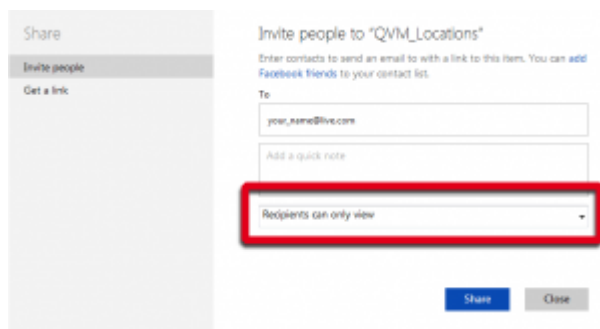 Share
Invite people
Get a link
Invite people to "QVM_Locations"
Enter contacts to send an email to with a link to this item. You can add
Facebook friends to your contact list.
To
your_name@live.com
Add a quick note
Recipients can only view
Share
Close